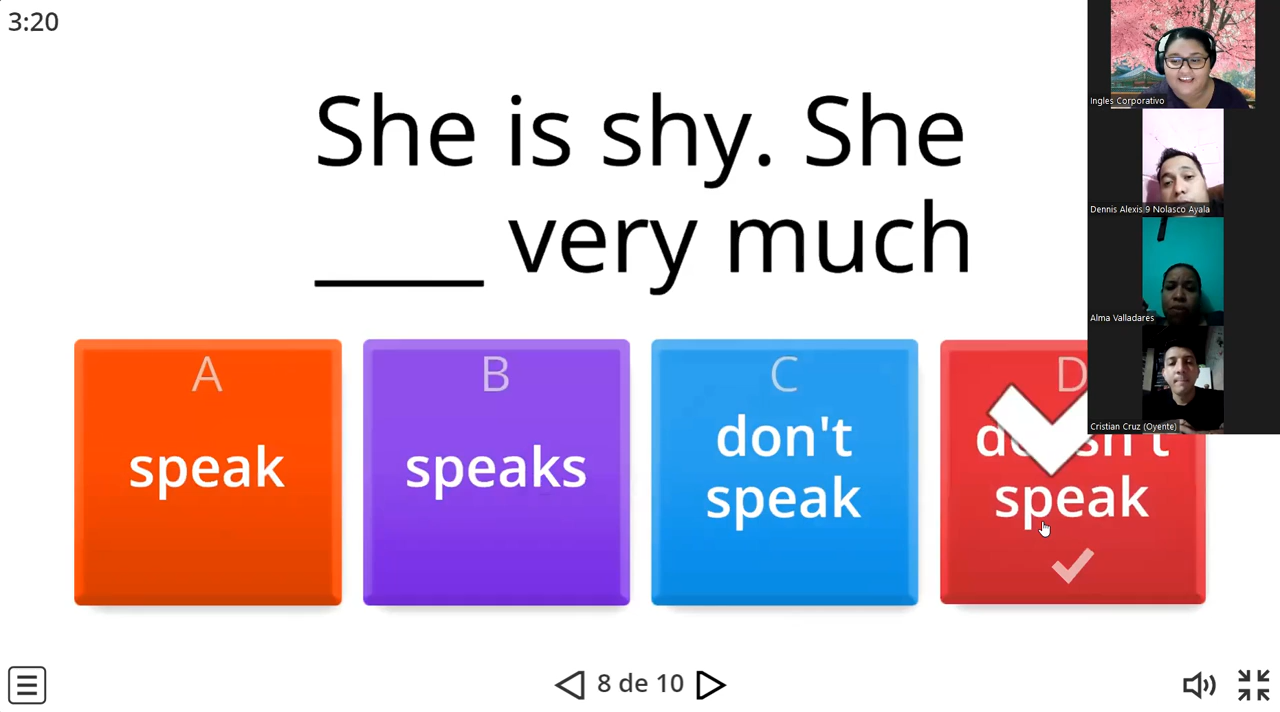 3:20
She is shy. She
____ very much
A
speak
B
speaks
C
don't
speak
D
doesn't
speak
8 de 10
Ingles Corporativo
Dennis Alexis 9 Nolasco Ayala
Alma Valladares
Cristian Cruz (Oyente)